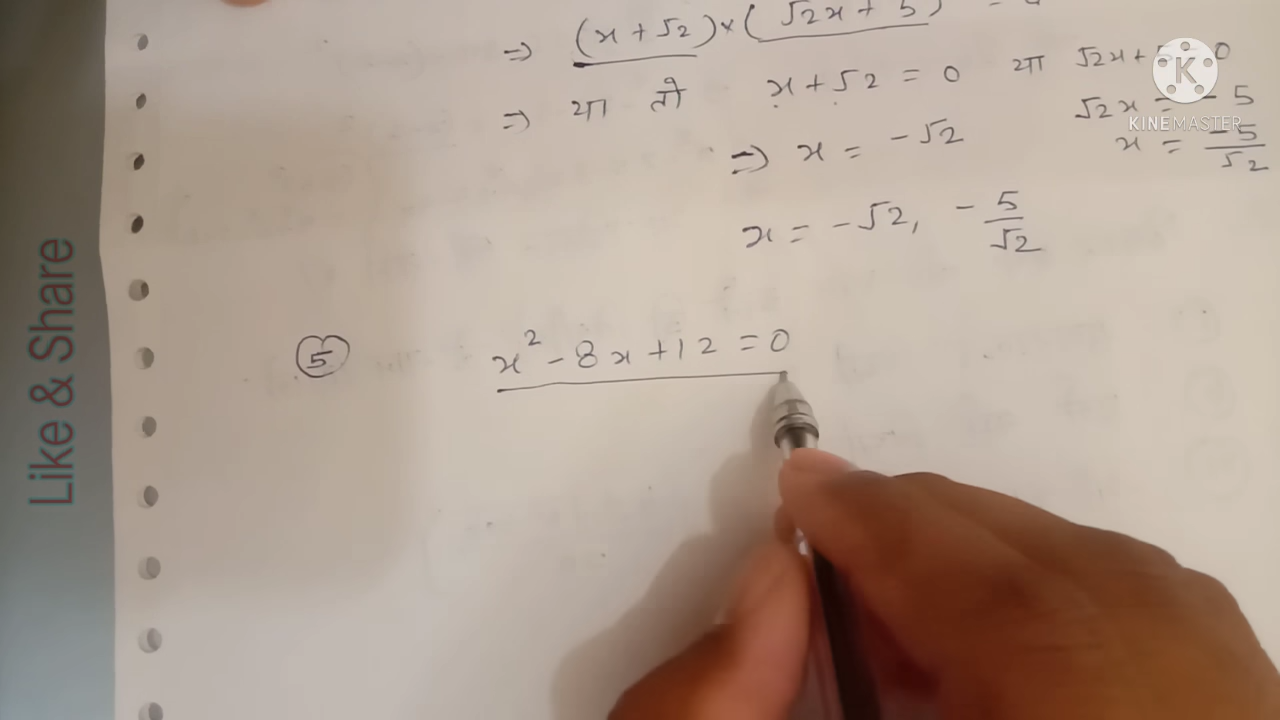 ⇒ (x + √2) × (√2x + 5)
⇒ या तो x + √2 = 0 या √2x + 5 = 0
√2x = - 5
⇒ x = - √2 x = -5/√2
x = -√2, - 5/√2
⑤ x² - 8x + 12 = 0
Like & Share
K
KINEMASTER